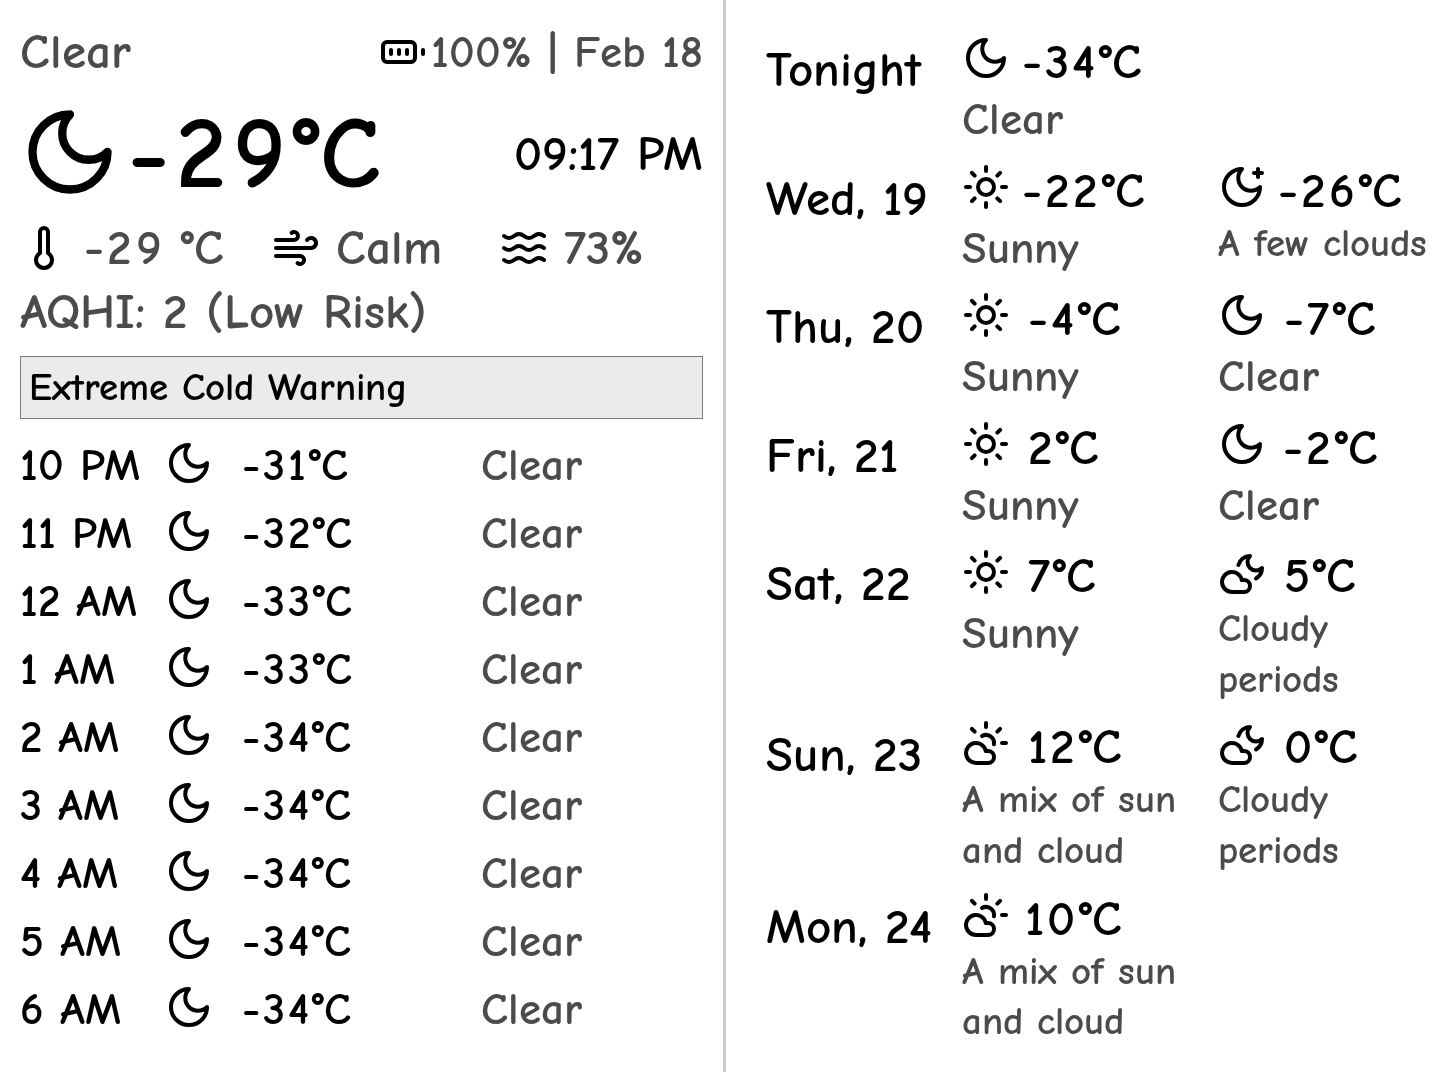 Clear 100% | Feb 18
-29°C 09:17 PM
-29 °C Calm 73%
AQHI: 2 (Low Risk)
Extreme Cold Warning
10 PM -31°C Clear
11 PM -32°C Clear
12 AM -33°C Clear
1 AM -33°C Clear
2 AM -34°C Clear
3 AM -34°C Clear
4 AM -34°C Clear
5 AM -34°C Clear
6 AM -34°C Clear
Tonight -34°C
Clear
Wed, 19 -22°C -26°C
Sunny A few clouds
Thu, 20 -4°C -7°C
Sunny Clear
Fri, 21 2°C -2°C
Sunny Clear
Sat, 22 7°C 5°C
Sunny Cloudy
periods
Sun, 23 12°C 0°C
A mix of sun Cloudy
and cloud periods
Mon, 24 10°C
A mix of sun
and cloud